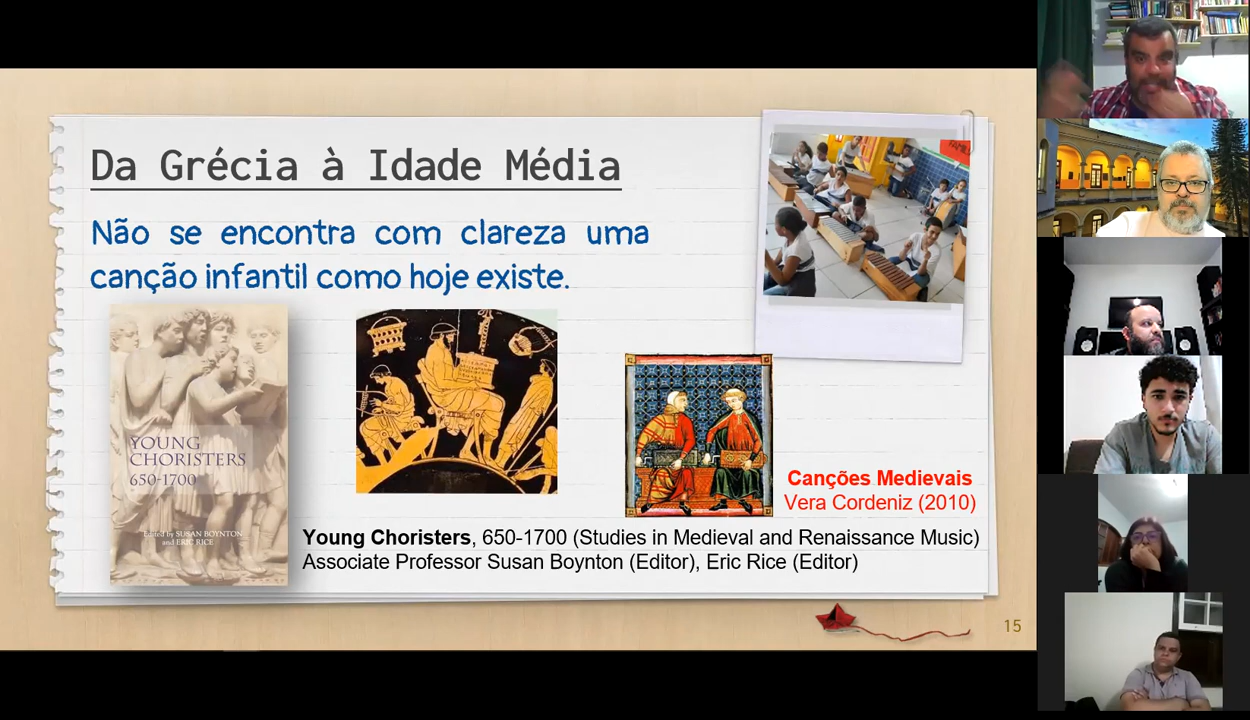 Da Grécia à Idade Média
Não se encontra com clareza uma
canção infantil como hoje existe.
YOUNG
CHORISTERS
650-1700
Edited by SUSAN BOYNTON
and ERIC RICE
Canções Medievais
Vera Cordeniz (2010)
Young Choristers, 650-1700 (Studies in Medieval and Renaissance Music)
Associate Professor Susan Boynton (Editor), Eric Rice (Editor)
15